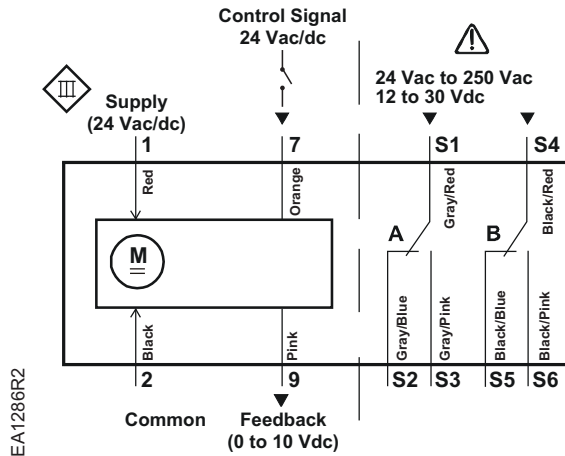 Control Signal
24 Vac/dc
III
24 Vac to 250 Vac
12 to 30 Vdc
Supply
(24 Vac/dc)
1
7
S1
S4
Red
Orange
Gray/Red
Black/Red
A
B
M
Black
Pink
Gray/Blue
Gray/Pink
Black/Blue
Black/Pink
2
9
S2
S3
S5
S6
Common
Feedback
(0 to 10 Vdc)
EA1286R2